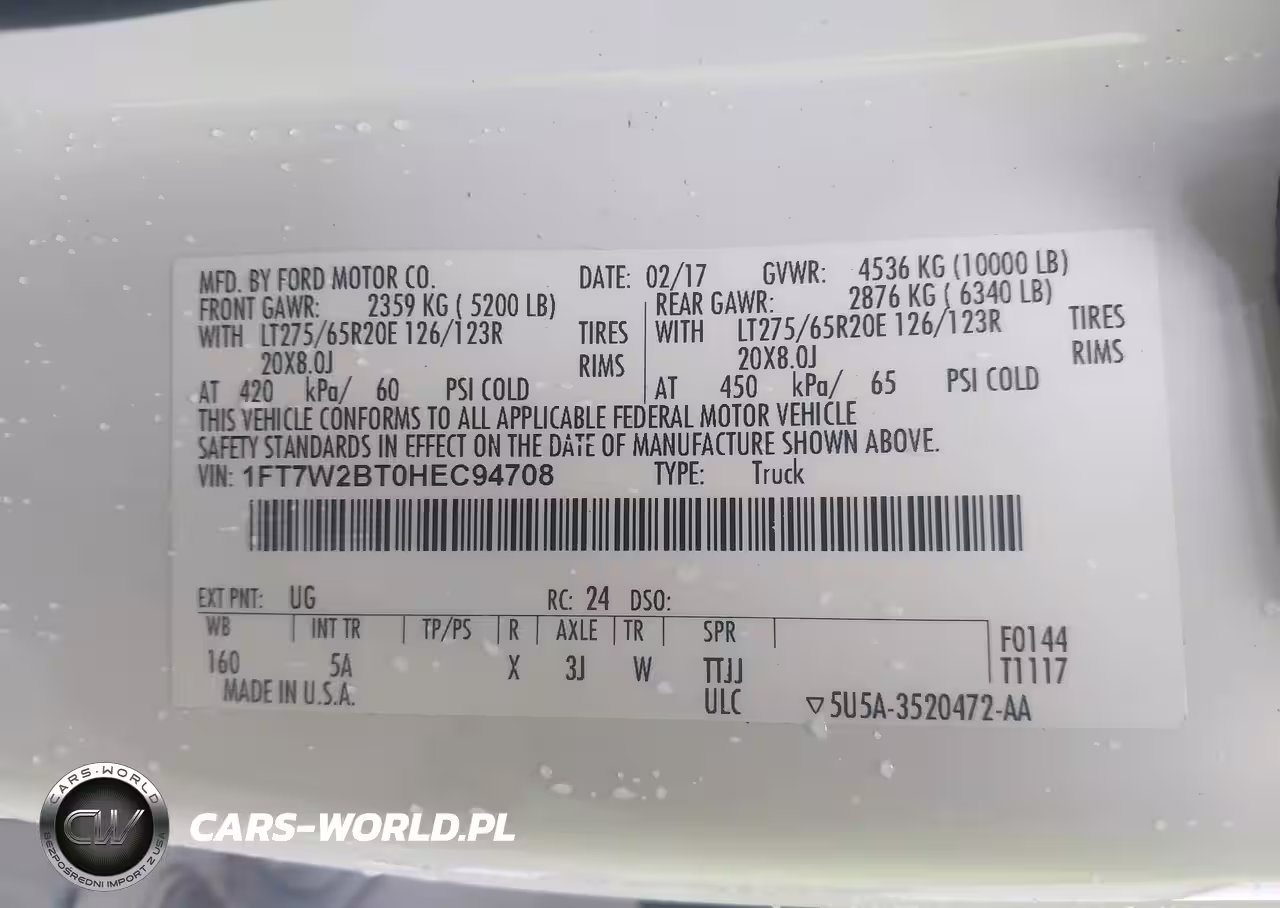 MFD. BY FORD MOTOR CO. DATE: 02/17 GVWR: 4536 KG (10000 LB)
FRONT GAWR: 2359 KG ( 5200 LB) REAR GAWR: 2876 KG ( 6340 LB)
WITH LT275/65R20E 126/123R TIRES WITH LT275/65R20E 126/123R TIRES
20X8.0J RIMS 20X8.0J RIMS
AT 420 kPa/ 60 PSI COLD AT 450 kPa/ 65 PSI COLD
THIS VEHICLE CONFORMS TO ALL APPLICABLE FEDERAL MOTOR VEHICLE
SAFETY STANDARDS IN EFFECT ON THE DATE OF MANUFACTURE SHOWN ABOVE.
VIN: 1FT7W2BT0HEC94708 TYPE: Truck
EXT PNT: UG RC: 24 DSO:
WB INT TR TP/PS R AXLE TR SPR F0144
160 5A X 3J W TTJJ T1117
MADE IN U.S.A. ULC ▽5U5A-3520472-AA
CARS-WORLD
CW
BEZPOŚREDNI IMPORT Z USA
CARS-WORLD.PL